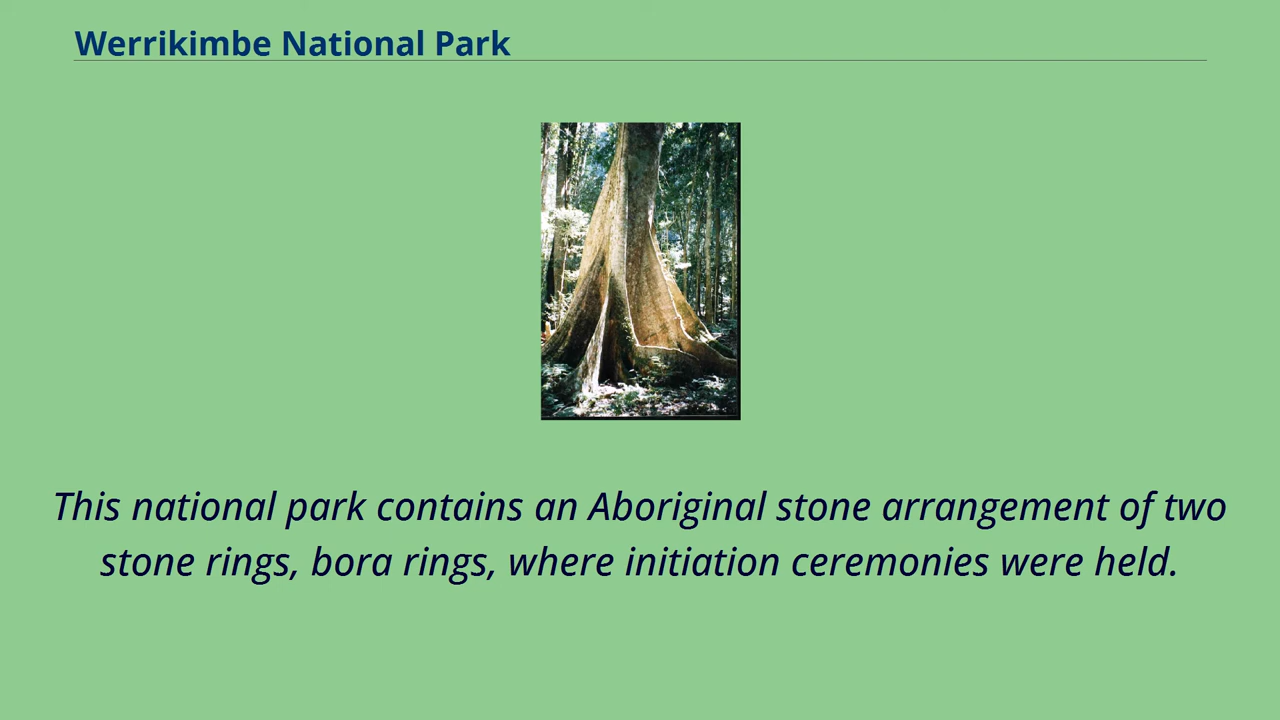 Werrikimbe National Park
This national park contains an Aboriginal stone arrangement of two
stone rings, bora rings, where initiation ceremonies were held.